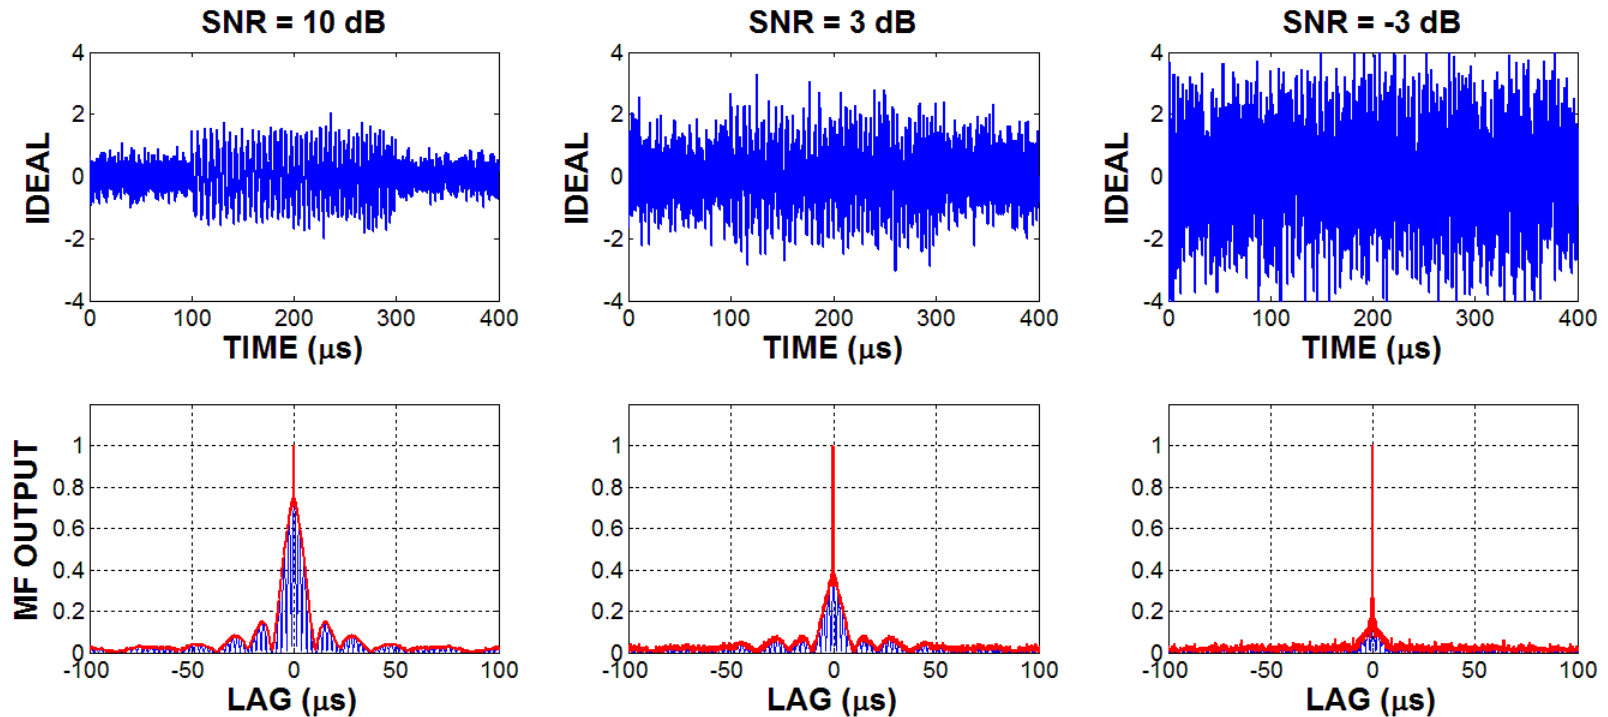 SNR = 10 dB
SNR = 3 dB
SNR = -3 dB
IDEAL
4
2
0
-2
-4
0 100 200 300 400
TIME (μs)
IDEAL
4
2
0
-2
-4
0 100 200 300 400
TIME (μs)
IDEAL
4
2
0
-2
-4
0 100 200 300 400
TIME (μs)
MF OUTPUT
1
0.8
0.6
0.4
0.2
0
-100 -50 0 50 100
LAG (μs)
1
0.8
0.6
0.4
0.2
0
-100 -50 0 50 100
LAG (μs)
1
0.8
0.6
0.4
0.2
0
-100 -50 0 50 100
LAG (μs)